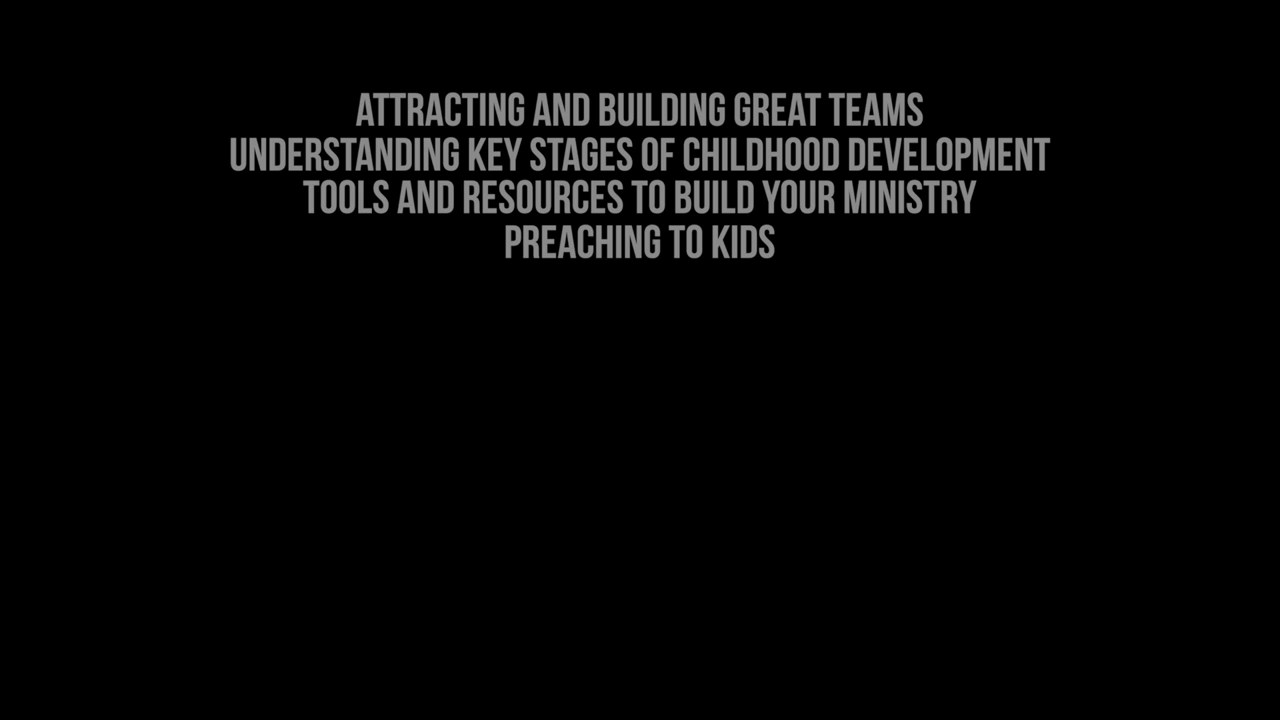 ATTRACTING AND BUILDING GREAT TEAMS
UNDERSTANDING KEY STAGES OF CHILDHOOD DEVELOPMENT
TOOLS AND RESOURCES TO BUILD YOUR MINISTRY
PREACHING TO KIDS